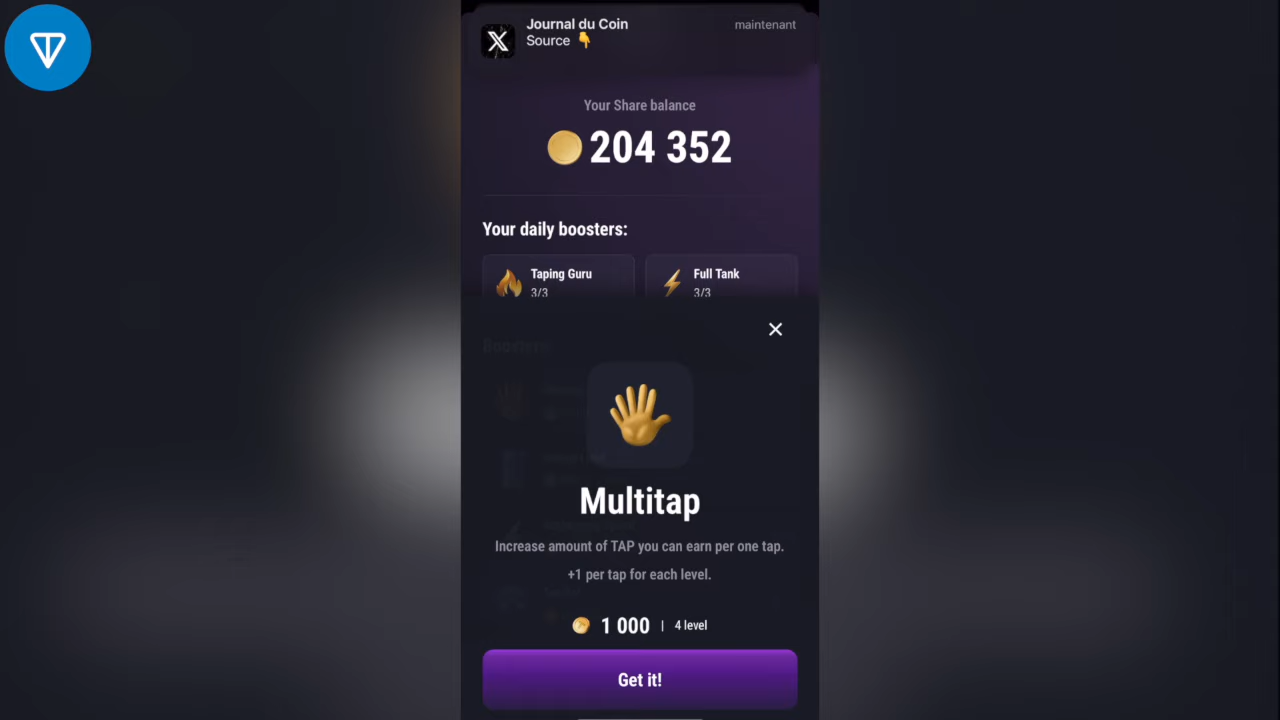 Journal du Coin
maintenant
Source 👇
Your Share balance
204 352
Your daily boosters:
Taping Guru
3/3
Full Tank
3/3
Multitap
Increase amount of TAP you can earn per one tap.
+1 per tap for each level.
1 000 | 4 level
Get it!